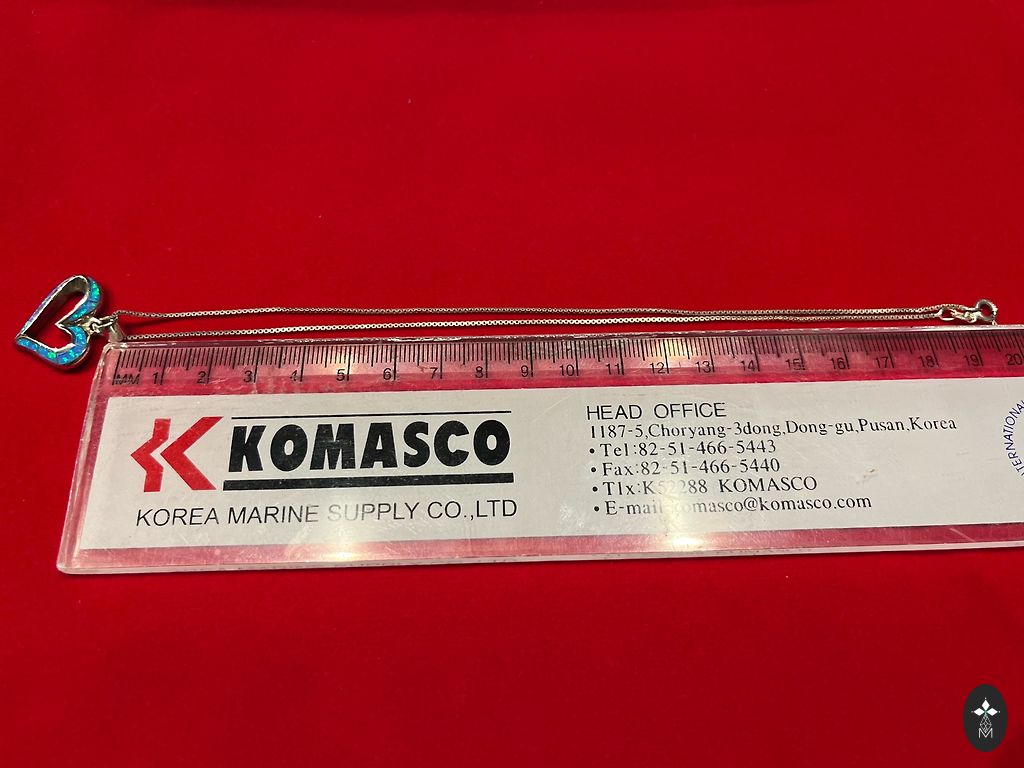 MM 1 2 3 4 5 6 7 8 9 10 11 12 13 14 15 16 17 18 19 20
KOMASCO
KOREA MARINE SUPPLY CO.,LTD
HEAD OFFICE
1187-5,Choryang-3dong,Dong-gu,Pusan,Korea
•Tel:82-51-466-5443
•Fax:82-51-466-5440
•Tlx:K52288 KOMASCO
•E-mail komasco@komasco.com
M